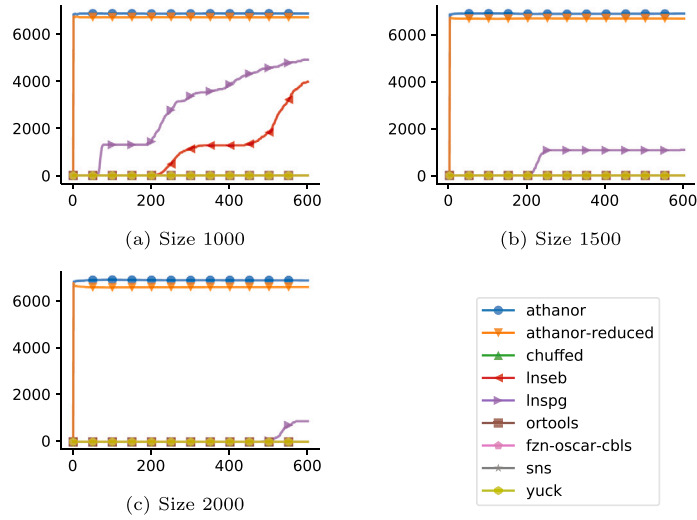 6000
4000
2000
0
0
200
400
600
(a) Size 1000
6000
4000
2000
0
0
200
400
600
(b) Size 1500
6000
4000
2000
0
0
200
400
600
(c) Size 2000
athanor
athanor-reduced
chuffed
lnseb
lnspg
ortools
fzn-oscar-cbls
sns
yuck